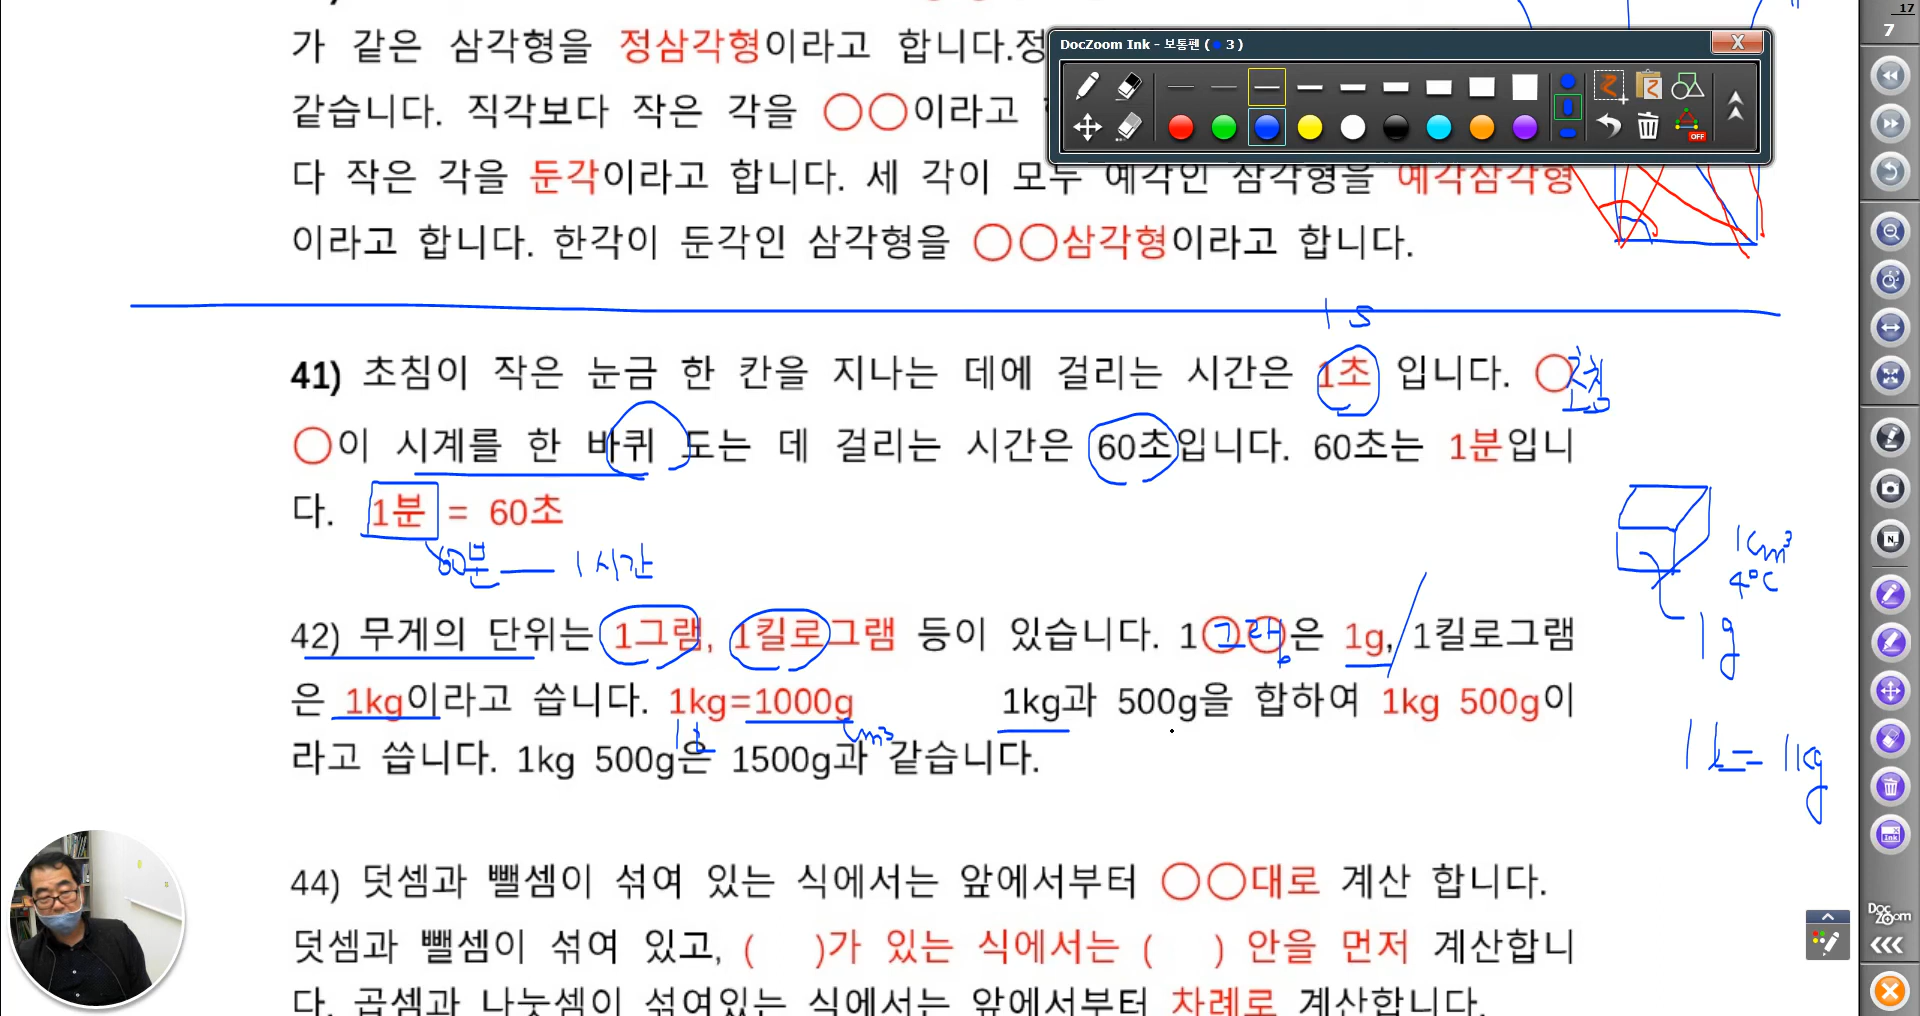 17
7
가 같은 삼각형을 정삼각형이라고 합니다.정
DocZoom Ink - 보통펜 ( 3 )
OFF
같습니다. 직각보다 작은 각을 ○○이라고
다 작은 각을 둔각이라고 합니다. 세 각이 모두 예각인 삼각형을 예각삼각형
이라고 합니다. 한각이 둔각인 삼각형을 ○○삼각형이라고 합니다.
1 S
41) 초침이 작은 눈금 한 칸을 지나는 데에 걸리는 시간은 1초 입니다. ○초침
○이 시계를 한 바퀴 도는 데 걸리는 시간은 60초입니다. 60초는 1분입니
다. 1분 = 60초
60분 — 1시간
1cm³
4°C
1g
42) 무게의 단위는 1그램, 1킬로그램 등이 있습니다. 1그램은 1g, 1킬로그램
은 1kg이라고 씁니다. 1kg=1000g 1kg과 500g을 합하여 1kg 500g이
1L cm³
1L = 1kg
라고 씁니다. 1kg 500g은 1500g과 같습니다.
44) 덧셈과 뺄셈이 섞여 있는 식에서는 앞에서부터 ○○대로 계산 합니다.
덧셈과 뺄셈이 섞여 있고, ( )가 있는 식에서는 ( ) 안을 먼저 계산합니
다. 곱셈과 나눗셈이 섞여있는 식에서는 앞에서부터 차례로 계산합니다.
N
Ink
Doc Zoom